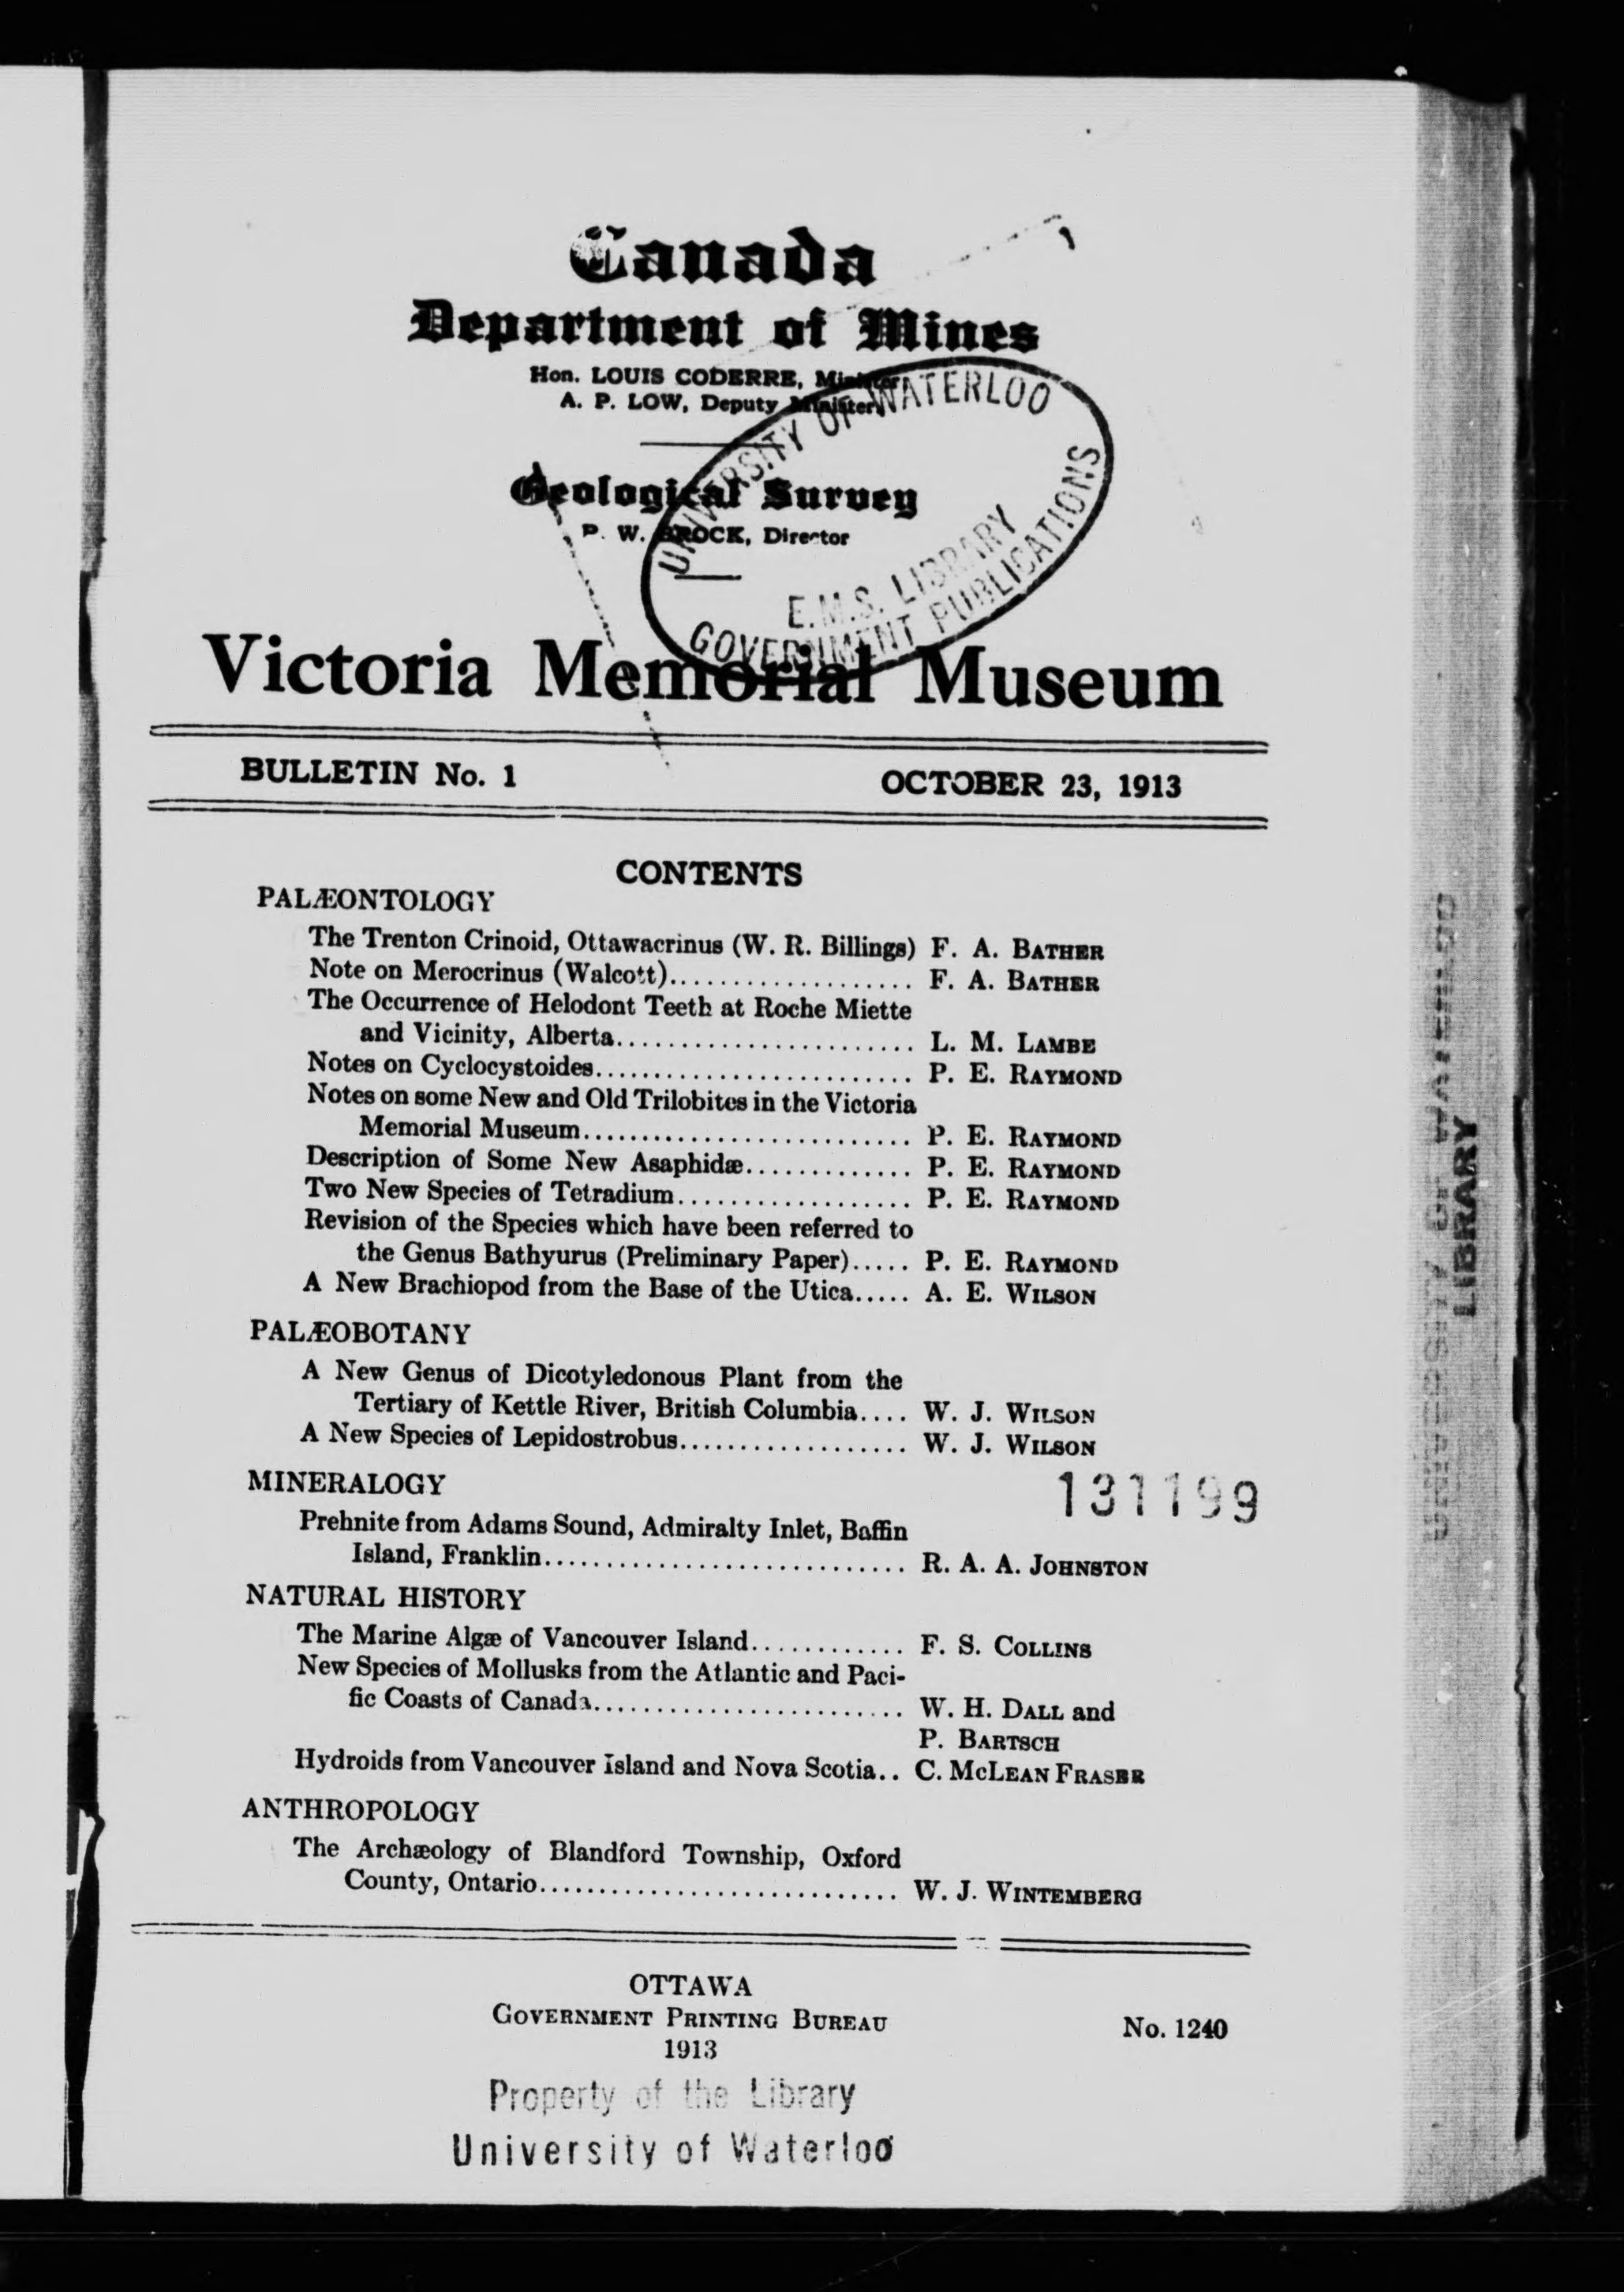 Canada
Department of Mines
Hon. LOUIS CODERRE, Minister
A. P. LOW, Deputy Minister
Geological Survey
W. BROCK, Director
UNIVERSITY OF WATERLOO
E.M.S. LIBRARY
GOVERNMENT PUBLICATIONS
Victoria Memorial Museum
BULLETIN No. 1 OCTOBER 23, 1913
CONTENTS
PALÆONTOLOGY
The Trenton Crinoid, Ottawacrinus (W. R. Billings) F. A. BATHER
Note on Merocrinus (Walcott)................... F. A. BATHER
The Occurrence of Helodont Teeth at Roche Miette
and Vicinity, Alberta........................ L. M. LAMBE
Notes on Cyclocystoides......................... P. E. RAYMOND
Notes on some New and Old Trilobites in the Victoria
Memorial Museum............................ P. E. RAYMOND
Description of Some New Asaphidæ.............. P. E. RAYMOND
Two New Species of Tetradium................... P. E. RAYMOND
Revision of the Species which have been referred to
the Genus Bathyurus (Preliminary Paper)..... P. E. RAYMOND
A New Brachiopod from the Base of the Utica..... A. E. WILSON
PALÆOBOTANY
A New Genus of Dicotyledonous Plant from the
Tertiary of Kettle River, British Columbia.... W. J. WILSON
A New Species of Lepidostrobus.................. W. J. WILSON
MINERALOGY
131199
Prehnite from Adams Sound, Admiralty Inlet, Baffin
Island, Franklin............................ R. A. A. JOHNSTON
NATURAL HISTORY
The Marine Algæ of Vancouver Island............ F. S. COLLINS
New Species of Mollusks from the Atlantic and Paci-
fic Coasts of Canada........................ W. H. DALL and
P. BARTSCH
Hydroids from Vancouver Island and Nova Scotia.. C. MCLEAN FRASER
ANTHROPOLOGY
The Archæology of Blandford Township, Oxford
County, Ontario............................ W. J. WINTEMBERG
OTTAWA
GOVERNMENT PRINTING BUREAU
1913
No. 1240
Property of the Library
University of Waterloo
UNIVERSITY OF WATERLOO
LIBRARY